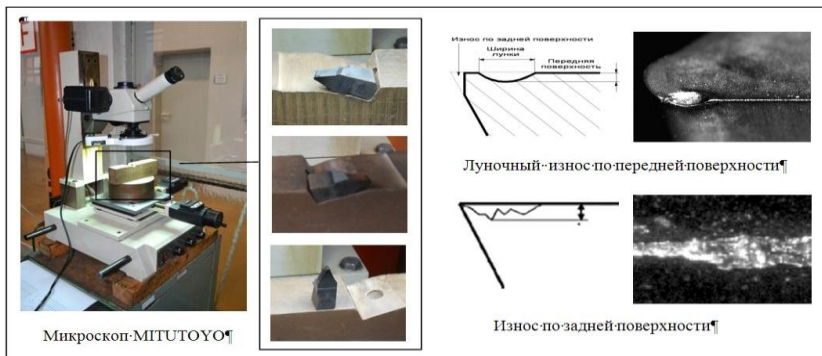 ¶
Микроскоп·MITUTOYO¶
Износ по задней поверхности
Ширина
лунки
Передняя
поверхность
Луночный··износ·по·передней·поверхности¶
Износ·по·задней·поверхности¶